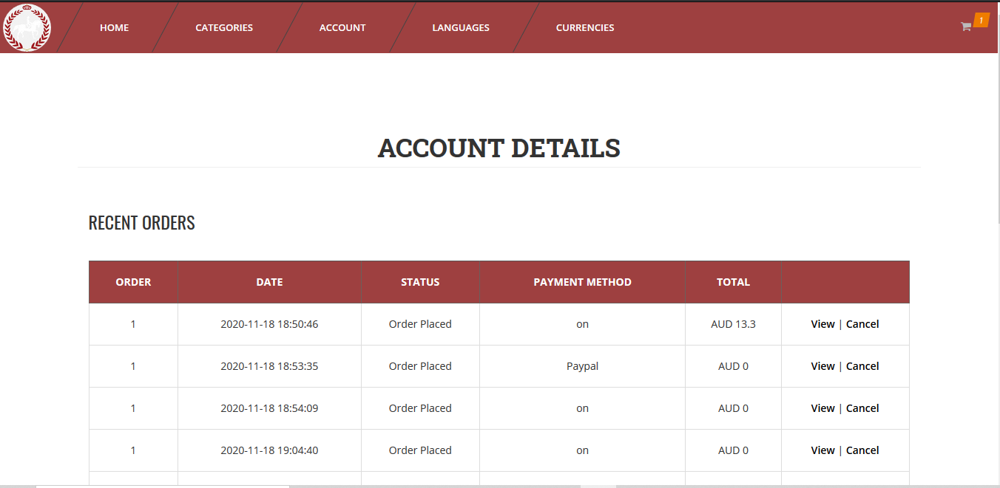 HOME CATEGORIES ACCOUNT LANGUAGES CURRENCIES 1
ACCOUNT DETAILS
RECENT ORDERS
ORDER DATE STATUS PAYMENT METHOD TOTAL
1 2020-11-18 18:50:46 Order Placed on AUD 13.3 View | Cancel
1 2020-11-18 18:53:35 Order Placed Paypal AUD 0 View | Cancel
1 2020-11-18 18:54:09 Order Placed on AUD 0 View | Cancel
1 2020-11-18 19:04:40 Order Placed on AUD 0 View | Cancel